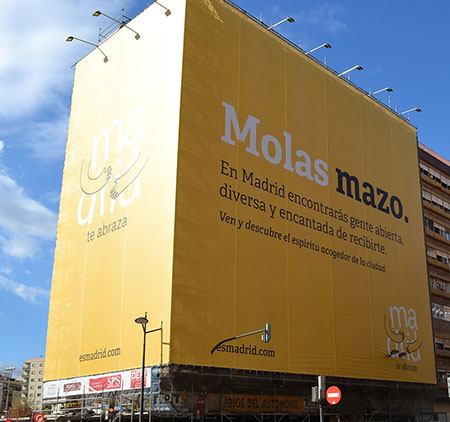 Molas mazo.
En Madrid encontrarás gente abierta,
diversa y encantada de recibirte.
Ven y descubre el espíritu acogedor de la ciudad.
ma
drid
te abraza
esmadrid.com
esmadrid.com
ma
drid
te abraza